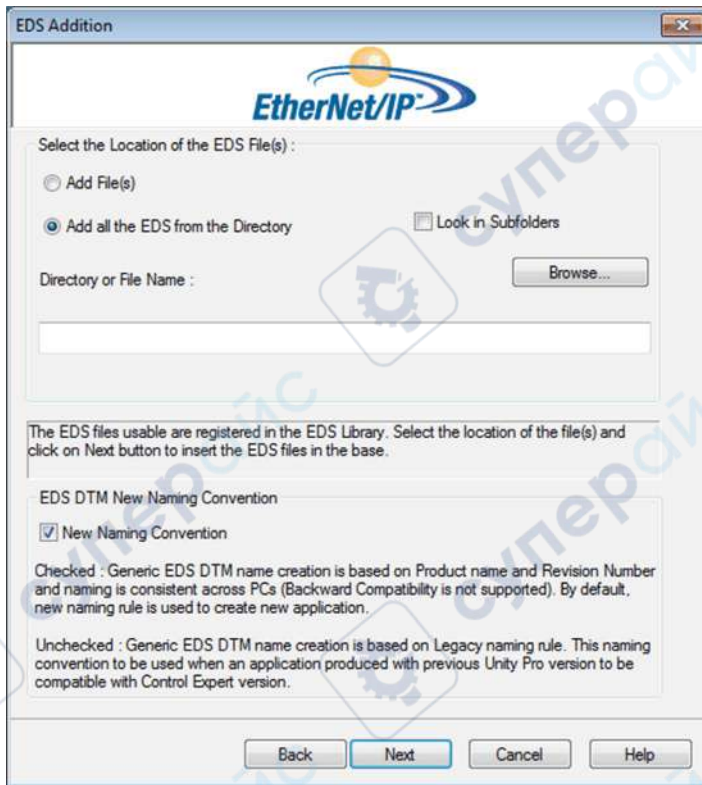 EDS Addition
EtherNet/IP™
Select the Location of the EDS File(s) :
Add File(s)
Add all the EDS from the Directory
Look in Subfolders
Directory or File Name :
Browse...
The EDS files usable are registered in the EDS Library. Select the location of the file(s) and
click on Next button to insert the EDS files in the base.
EDS DTM New Naming Convention
New Naming Convention
Checked : Generic EDS DTM name creation is based on Product name and Revision Number
and naming is consistent across PCs (Backward Compatibility is not supported). By default,
new naming rule is used to create new application.
Unchecked : Generic EDS DTM name creation is based on Legacy naming rule. This naming
convention to be used when an application produced with previous Unity Pro version to be
compatible with Control Expert version.
Back
Next
Cancel
Help
суперайс